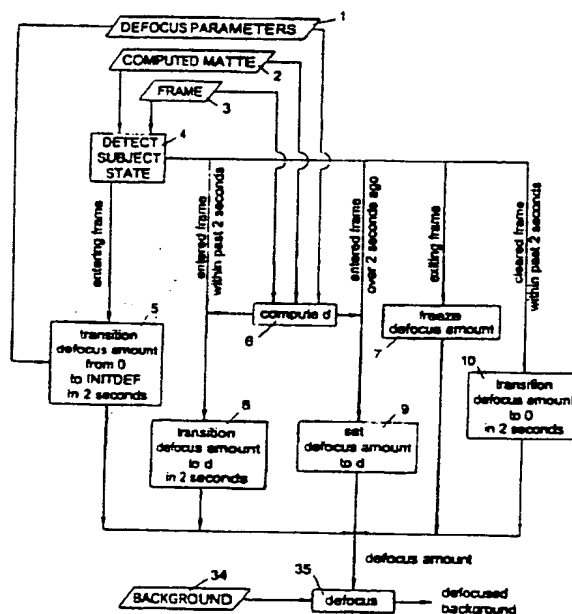 1
DEFOCUS PARAMETERS
COMPUTED MATTE
2
FRAME
3
4
DETECT
SUBJECT
STATE
entering frame
entered frame
within past 2 seconds
entered frame
over 2 seconds ago
exiting frame
cleared frame
within past 2 seconds
5
transition
defocus amount
from 0
to INITDEF
in 2 seconds
compute d
6
freeze
defocus amount
7
8
transition
defocus amount
to d
in 2 seconds
9
set
defocus amount
to d
10
transition
defocus amount
to 0
in 2 seconds
defocus amount
34
BACKGROUND
35
defocus
defocused
background